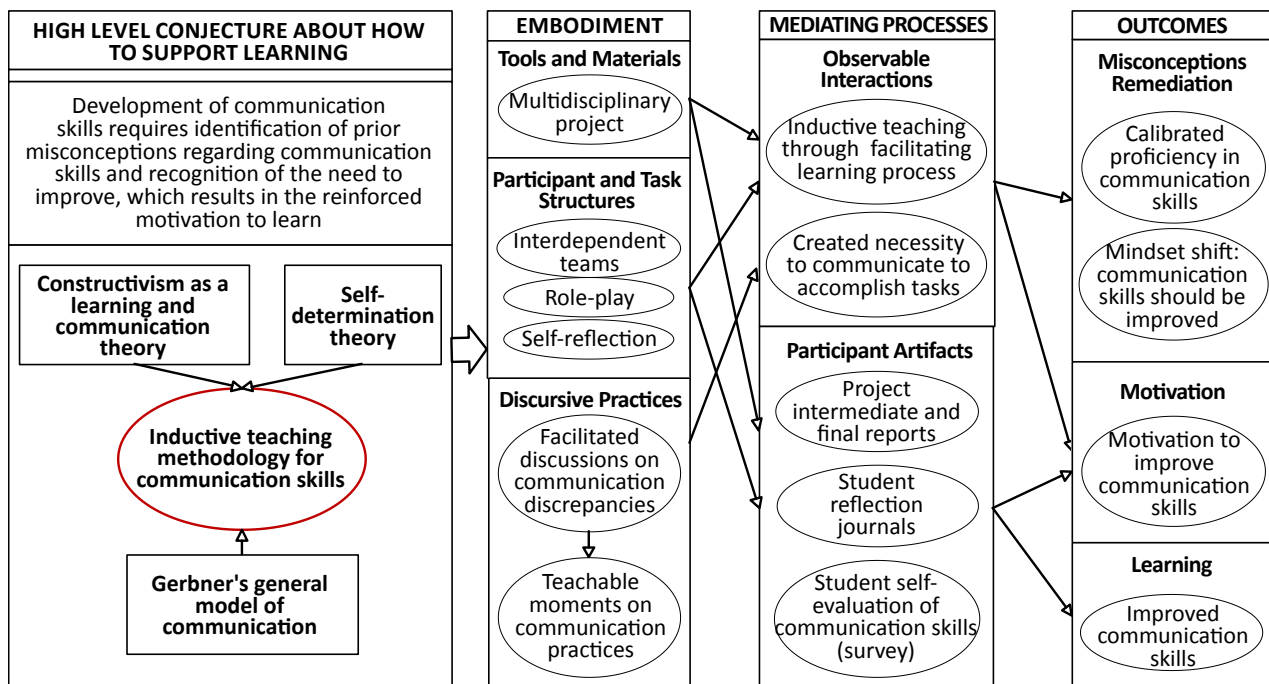 HIGH LEVEL CONJECTURE ABOUT HOW
TO SUPPORT LEARNING
Development of communication
skills requires identification of prior
misconceptions regarding communication
skills and recognition of the need to
improve, which results in the reinforced
motivation to learn
Constructivism as a
learning and
communication
theory
Self-
determination
theory
Inductive teaching
methodology for
communication skills
Gerbner's general
model of
communication
EMBODIMENT
Tools and Materials
Multidisciplinary
project
Participant and Task
Structures
Interdependent
teams
Role-play
Self-reflection
Discursive Practices
Facilitated
discussions on
communication
discrepancies
Teachable
moments on
communication
practices
MEDIATING PROCESSES
Observable
Interactions
Inductive teaching
through facilitating
learning process
Created necessity
to communicate to
accomplish tasks
Participant Artifacts
Project
intermediate and
final reports
Student
reflection
journals
Student self-
evaluation of
communication skills
(survey)
OUTCOMES
Misconceptions
Remediation
Calibrated
proficiency in
communication
skills
Mindset shift:
communication
skills should be
improved
Motivation
Motivation to
improve
communication
skills
Learning
Improved
communication
skills